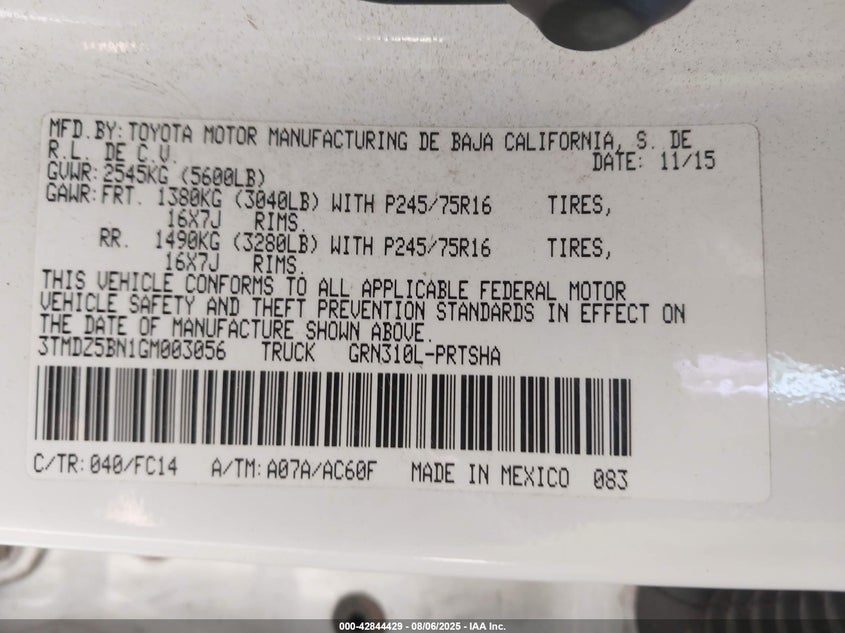 MFD.BY: TOYOTA MOTOR MANUFACTURING DE BAJA CALIFORNIA, S. DE
R.L. DE C.V.
DATE: 11/15
GVWR: 2545KG (5600LB)
GAWR: FRT. 1380KG (3040LB) WITH P245/75R16 TIRES,
16X7J RIMS.
RR. 1490KG (3280LB) WITH P245/75R16 TIRES,
16X7J RIMS.
THIS VEHICLE CONFORMS TO ALL APPLICABLE FEDERAL MOTOR
VEHICLE SAFETY AND THEFT PREVENTION STANDARDS IN EFFECT ON
THE DATE OF MANUFACTURE SHOWN ABOVE.
3TMDZ5BN1GM003056 TRUCK GRN310L-PRTSHA
C/TR: 040/FC14 A/TM: A07A/AC60F MADE IN MEXICO 083
000-42844429 - 08/06/2025 - IAA Inc.